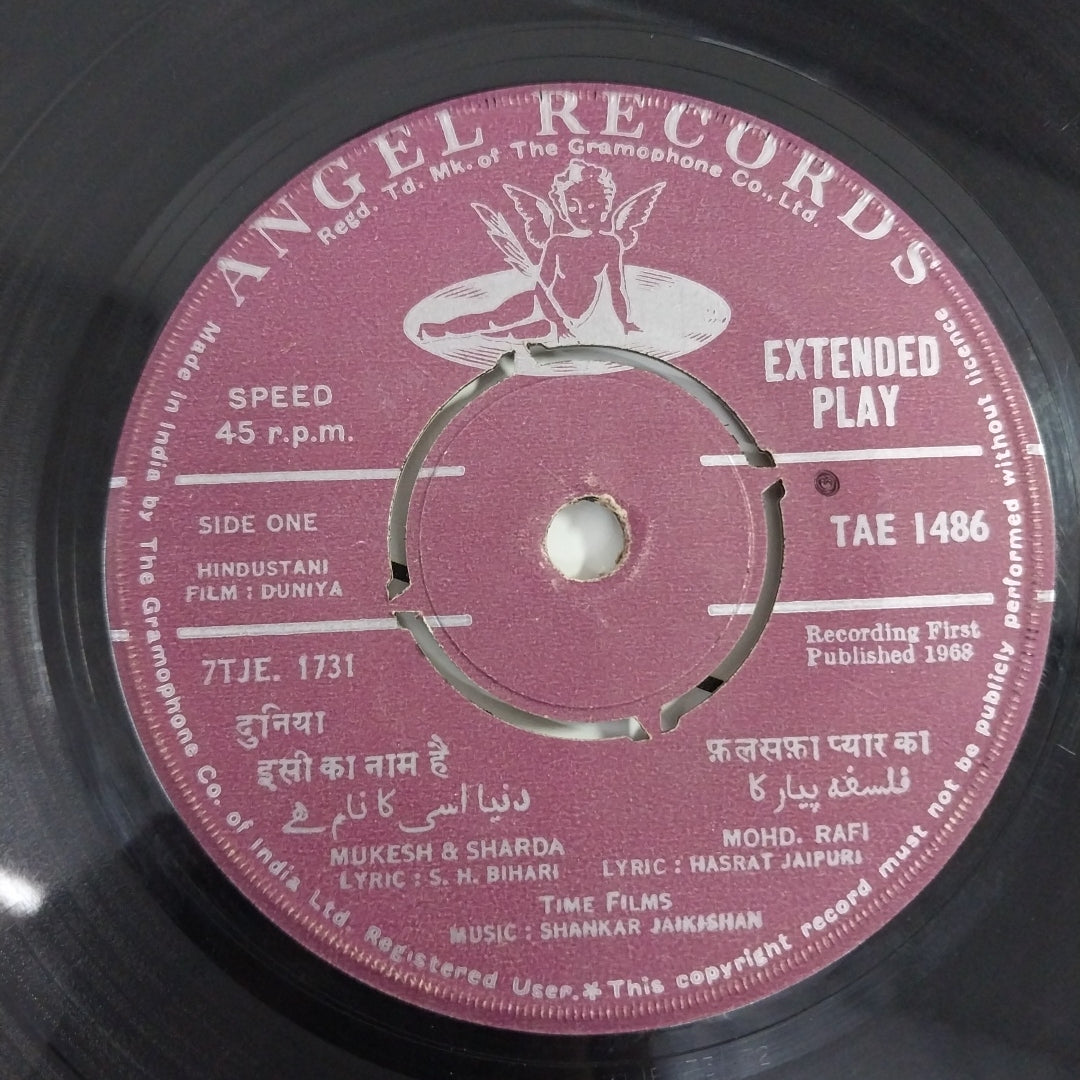 ANGEL RECORDS
Regd. Td. Mk. of The Gramophone Co., Ltd.
EXTENDED
PLAY
SPEED
45 r.p.m.
SIDE ONE
TAE 1486
HINDUSTANI
FILM : DUNIYA
Recording First
Published 1968
7TJE. 1731
दुनिया
इसी का नाम है
دنیا اسی کا نام ہے
MUKESH & SHARDA
LYRIC : S. H. BIHARI
फ़लसफ़ा प्यार का
فلسفہ پیار کا
MOHD. RAFI
LYRIC : HASRAT JAIPURI
TIME FILMS
MUSIC : SHANKAR JAIKISHAN
Made in India by The Gramophone Co. of India Ltd. Registered User.* This copyright record must not be publicly performed without licence